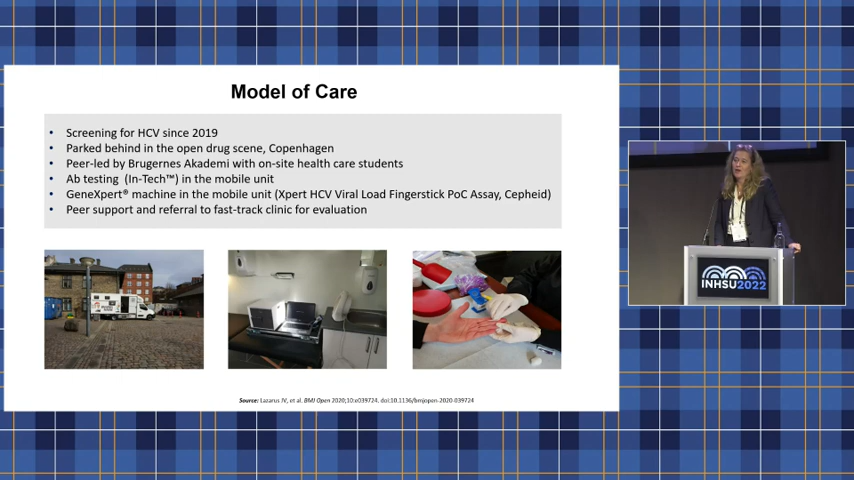 Model of Care
• Screening for HCV since 2019
• Parked behind in the open drug scene, Copenhagen
• Peer-led by Brugernes Akademi with on-site health care students
• Ab testing (In-Tech™) in the mobile unit
• GeneXpert® machine in the mobile unit (Xpert HCV Viral Load Fingerstick PoC Assay, Cepheid)
• Peer support and referral to fast-track clinic for evaluation
Source: Lazarus JV, et al. BMJ Open 2020;10:e039724. doi:10.1136/bmjopen-2020-039724
INHSU2022